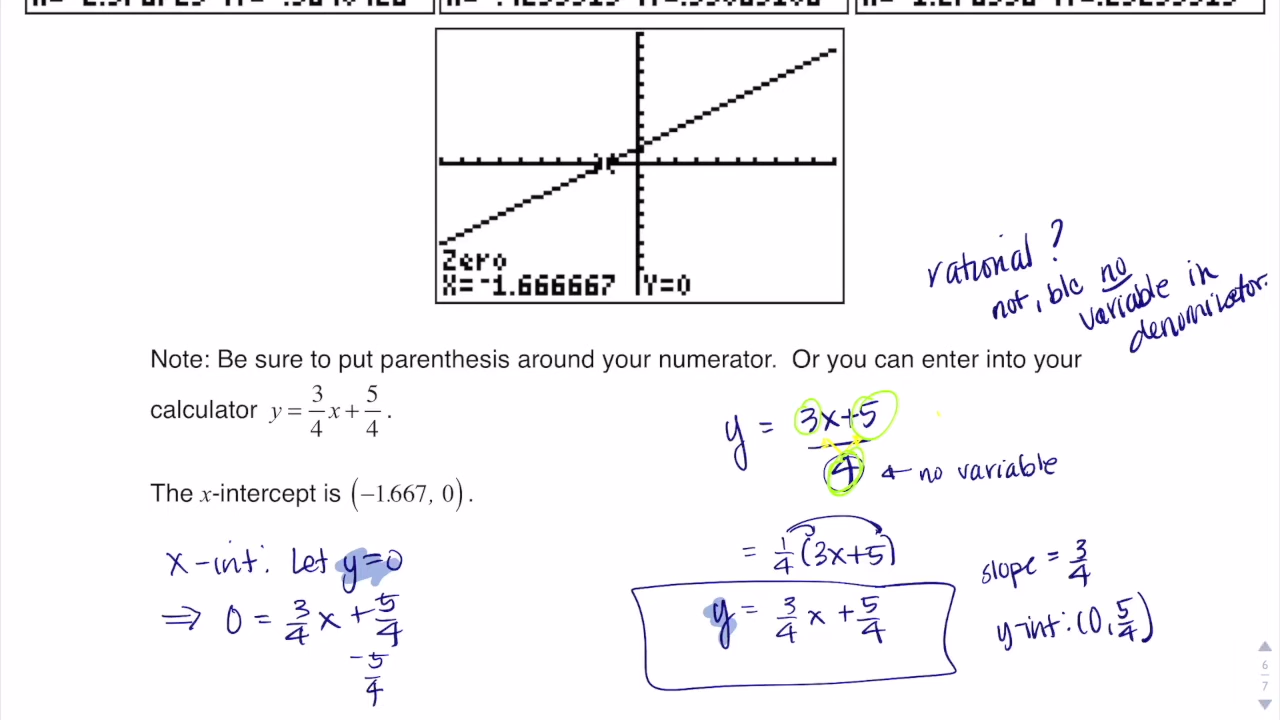 Zero
X=-1.666667 Y=0
rational?
not, b/c no
variable in
denominator.
Note: Be sure to put parenthesis around your numerator. Or you can enter into your
calculator y = 3/4 x + 5/4 .
y = 3x+5 / 4 ← no variable
The x-intercept is (−1.667, 0).
= 1/4 (3x+5)
x-int: Let y=0
slope = 3/4
y = 3/4 x + 5/4
⇒ 0 = 3/4 x + 5/4
y-int: (0, 5/4)
-5/4
6
7